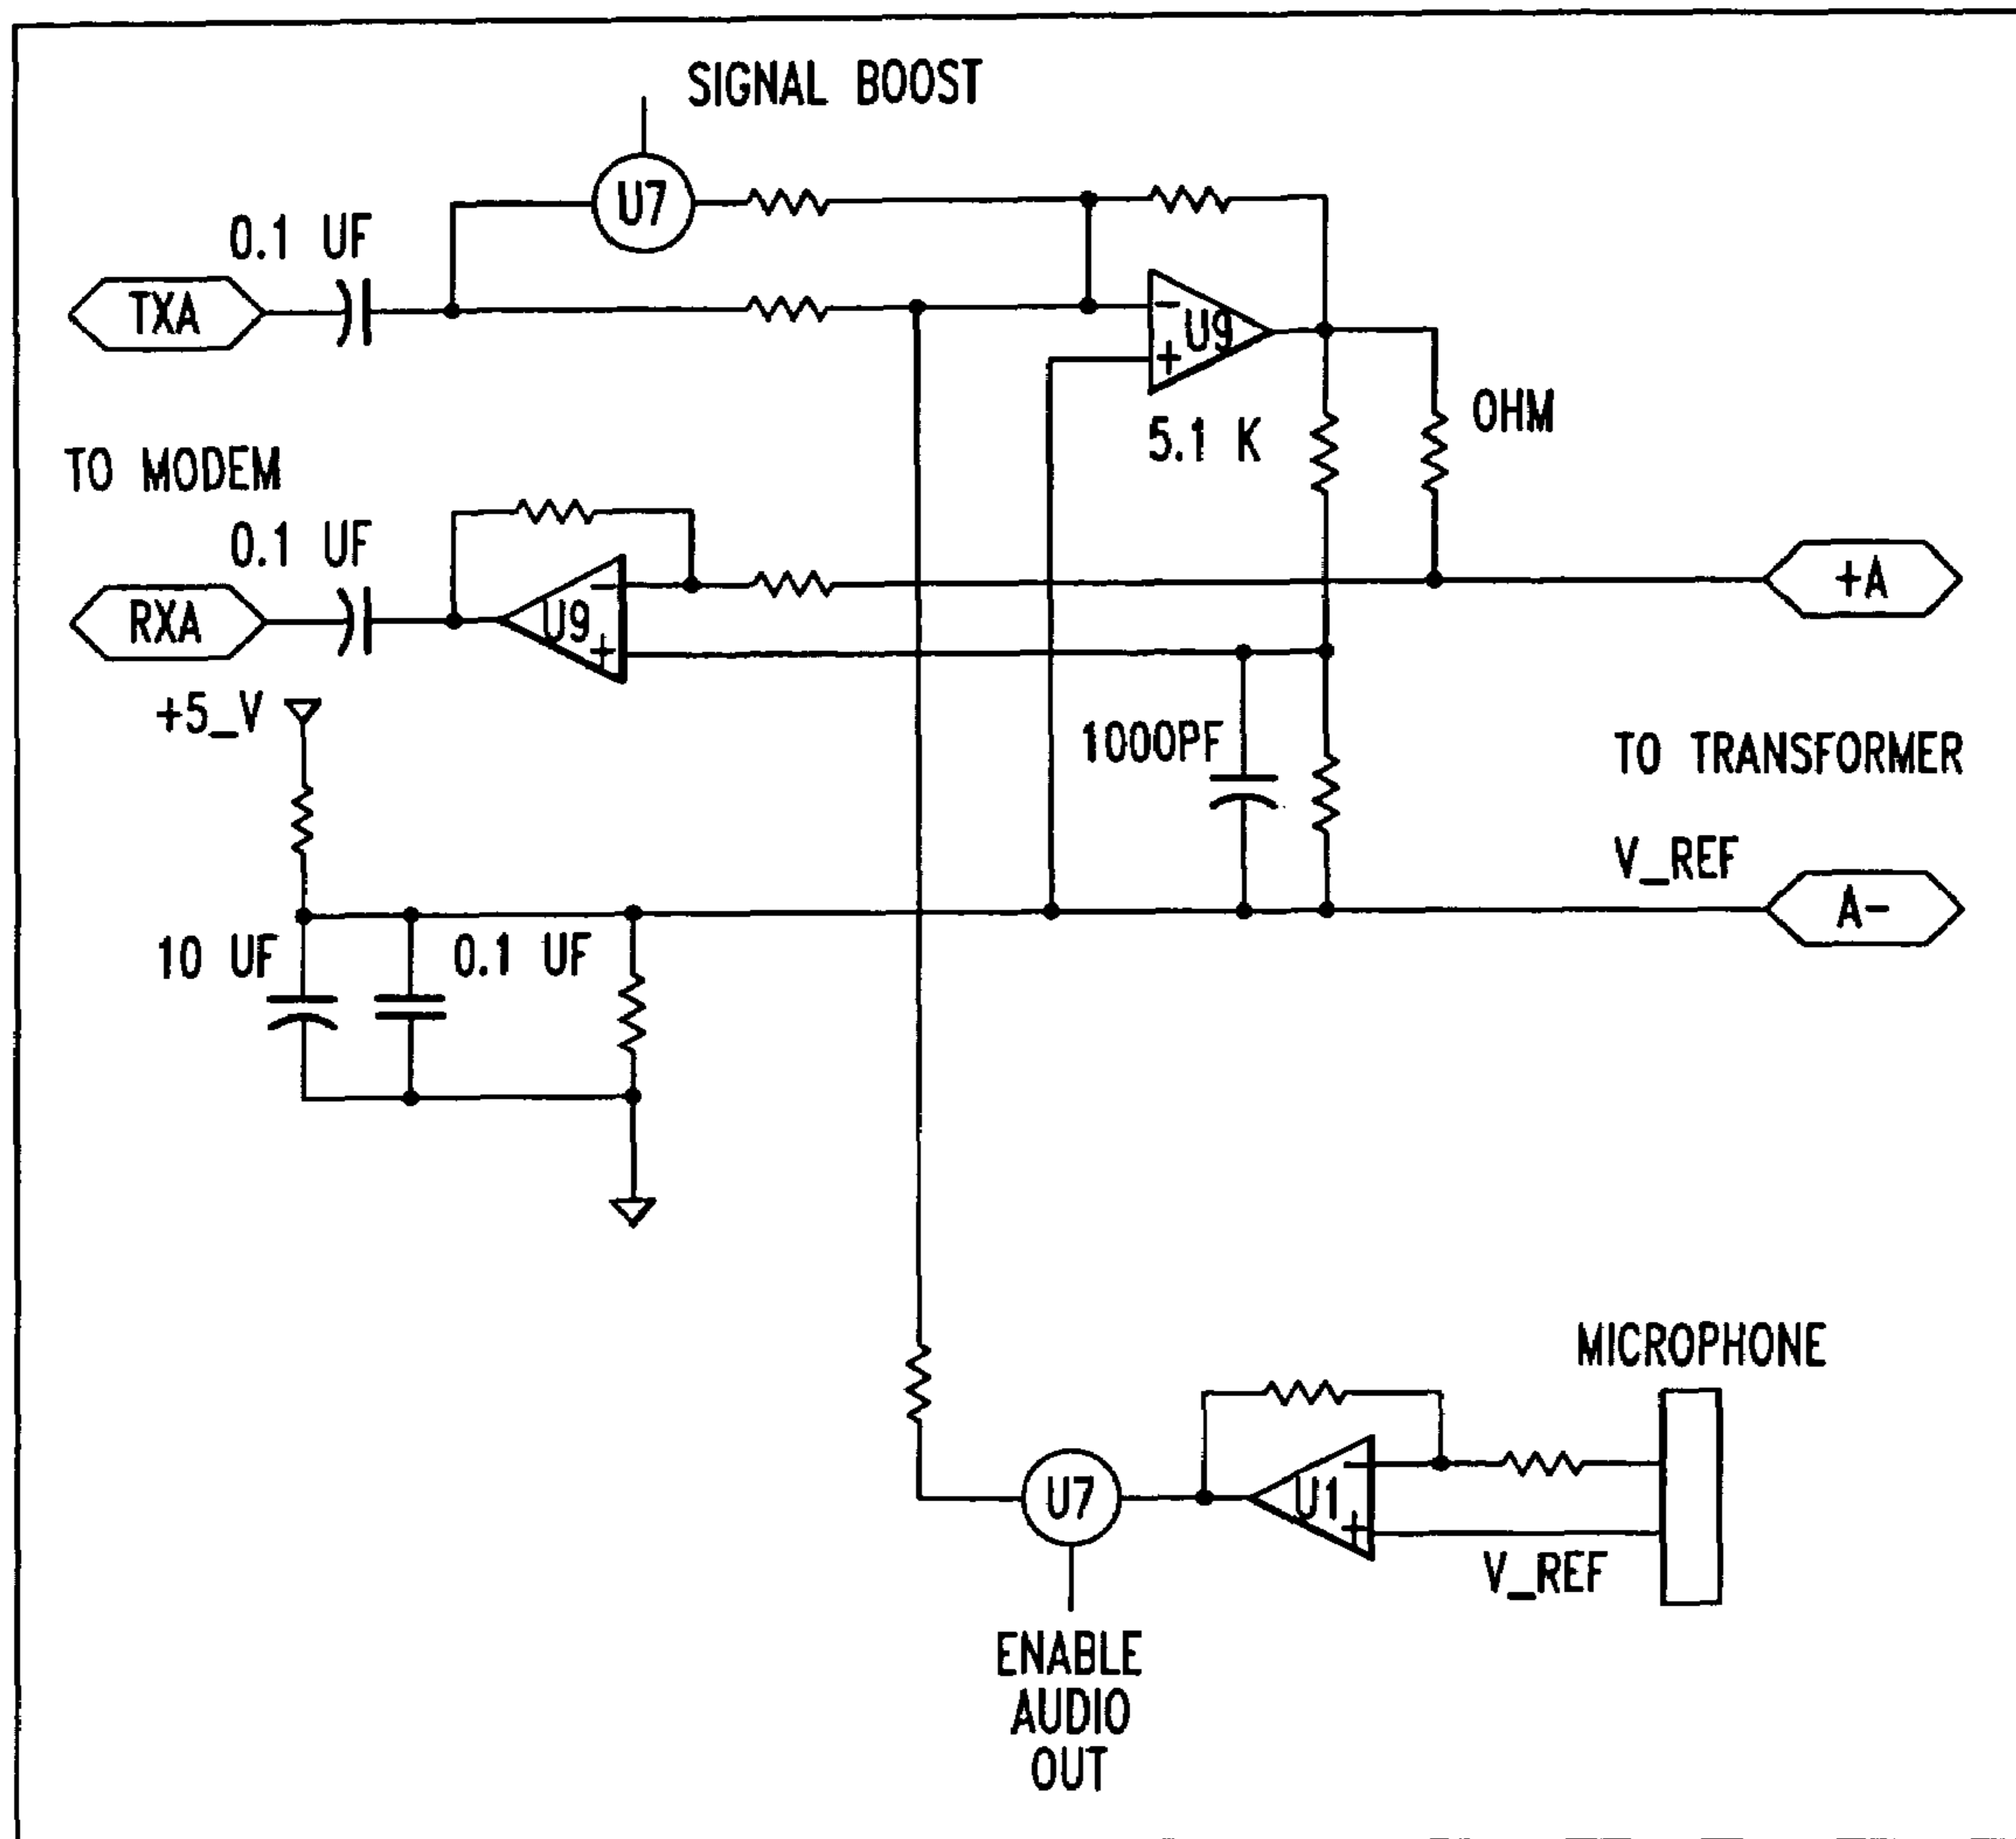 SIGNAL BOOST
U7
0.1 UF
TXA
-
U9
+
OHM
5.1 K
TO MODEM
0.1 UF
-
+A
RXA
U9
+
+5_V
1000PF
TO TRANSFORMER
V_REF
A-
10 UF
0.1 UF
MICROPHONE
-
U7
U1
+
V_REF
ENABLE
AUDIO
OUT